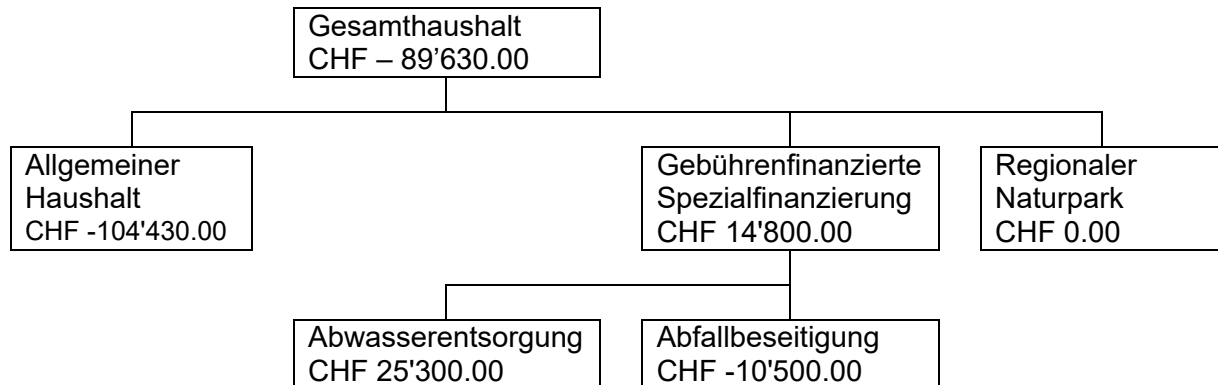 Gesamthaushalt
CHF – 89’630.00
Allgemeiner
Haushalt
CHF -104'430.00
Gebührenfinanzierte
Spezialfinanzierung
CHF 14'800.00
Regionaler
Naturpark
CHF 0.00
Abwasserentsorgung
CHF 25'300.00
Abfallbeseitigung
CHF -10'500.00